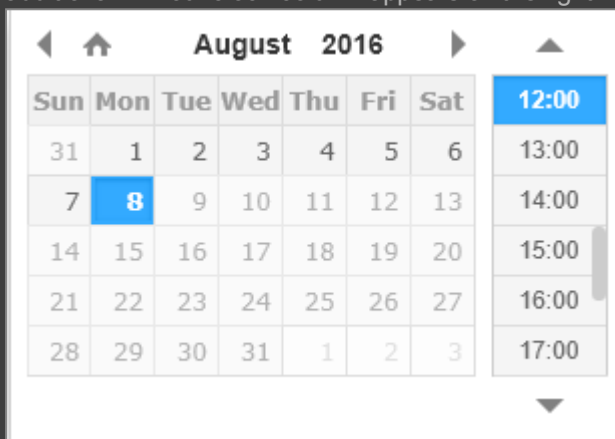 August 2016
Sun Mon Tue Wed Thu Fri Sat
31 1 2 3 4 5 6
7 8 9 10 11 12 13
14 15 16 17 18 19 20
21 22 23 24 25 26 27
28 29 30 31 1 2 3
12:00
13:00
14:00
15:00
16:00
17:00